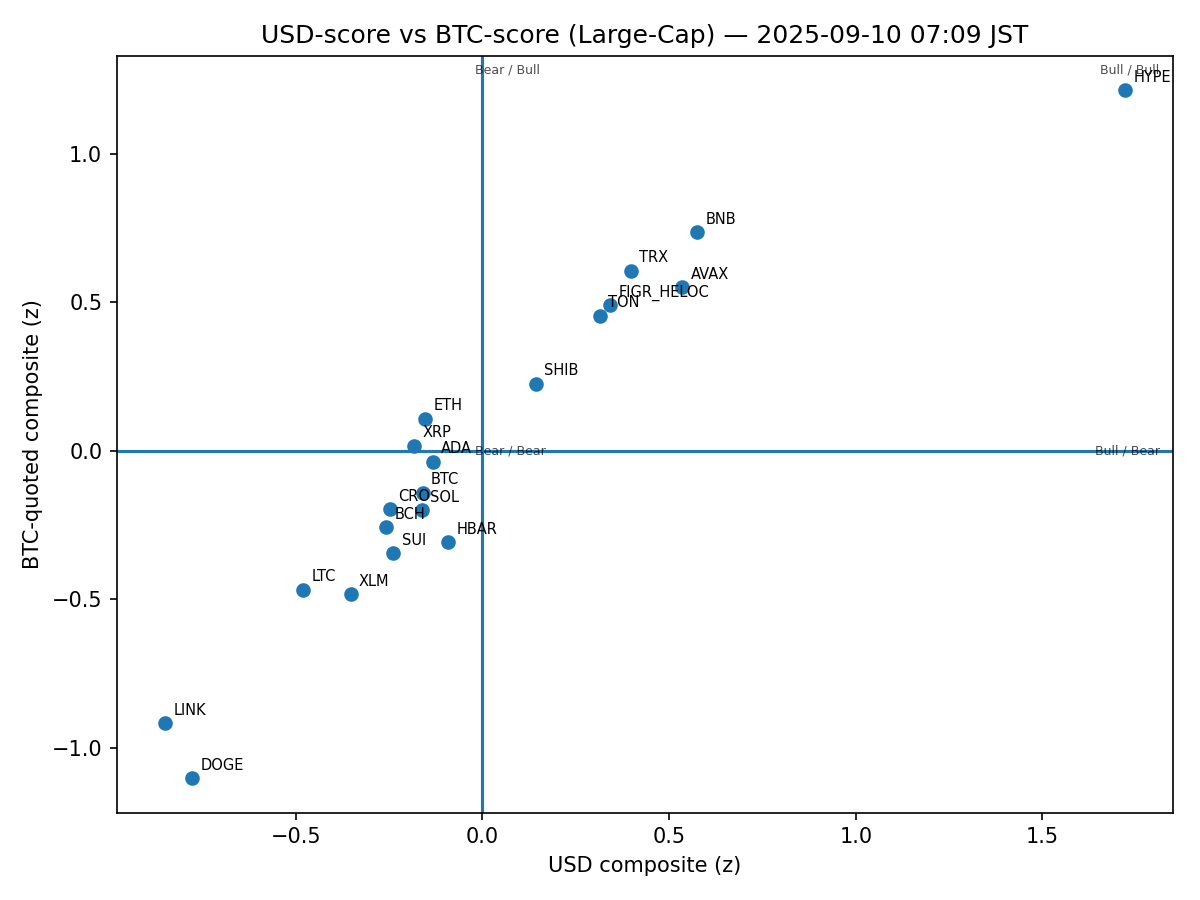 USD-score vs BTC-score (Large-Cap) — 2025-09-10 07:09 JST
Bear / Bull
Bull / Bull
HYPE
1.0
BNB
TRX
AVAX
FIGR_HELOC
TON
0.5
SHIB
ETH
XRP
ADA
Bear / Bear
Bull / Bear
0.0
BTC
CRO
SOL
BCH
HBAR
SUI
LTC
XLM
−0.5
LINK
−1.0
DOGE
−0.5
0.0
0.5
1.0
1.5
USD composite (z)
BTC-quoted composite (z)